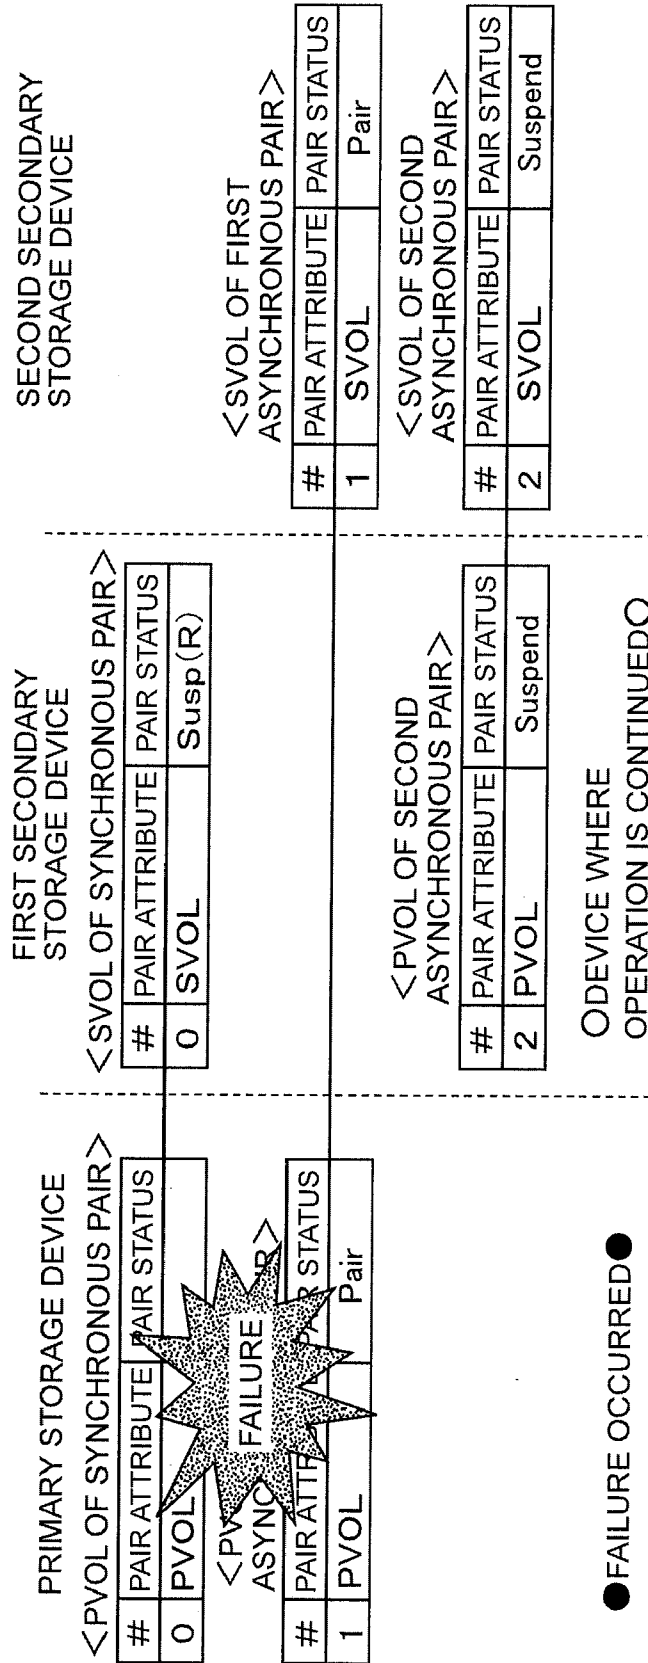 PRIMARY STORAGE DEVICE
<PVOL OF SYNCHRONOUS PAIR>
# PAIR ATTRIBUTE PAIR STATUS
0 PVOL
<PV
ASYNC R>
# PAIR ATTR PAIR STATUS
1 PVOL Pair
FAILURE
●FAILURE OCCURRED●
FIRST SECONDARY
STORAGE DEVICE
<SVOL OF SYNCHRONOUS PAIR>
# PAIR ATTRIBUTE PAIR STATUS
0 SVOL Susp(R)
<PVOL OF SECOND
ASYNCHRONOUS PAIR>
# PAIR ATTRIBUTE PAIR STATUS
2 PVOL Suspend
○DEVICE WHERE
OPERATION IS CONTINUED○
SECOND SECONDARY
STORAGE DEVICE
<SVOL OF FIRST
ASYNCHRONOUS PAIR>
# PAIR ATTRIBUTE PAIR STATUS
1 SVOL Pair
<SVOL OF SECOND
ASYNCHRONOUS PAIR>
# PAIR ATTRIBUTE PAIR STATUS
2 SVOL Suspend